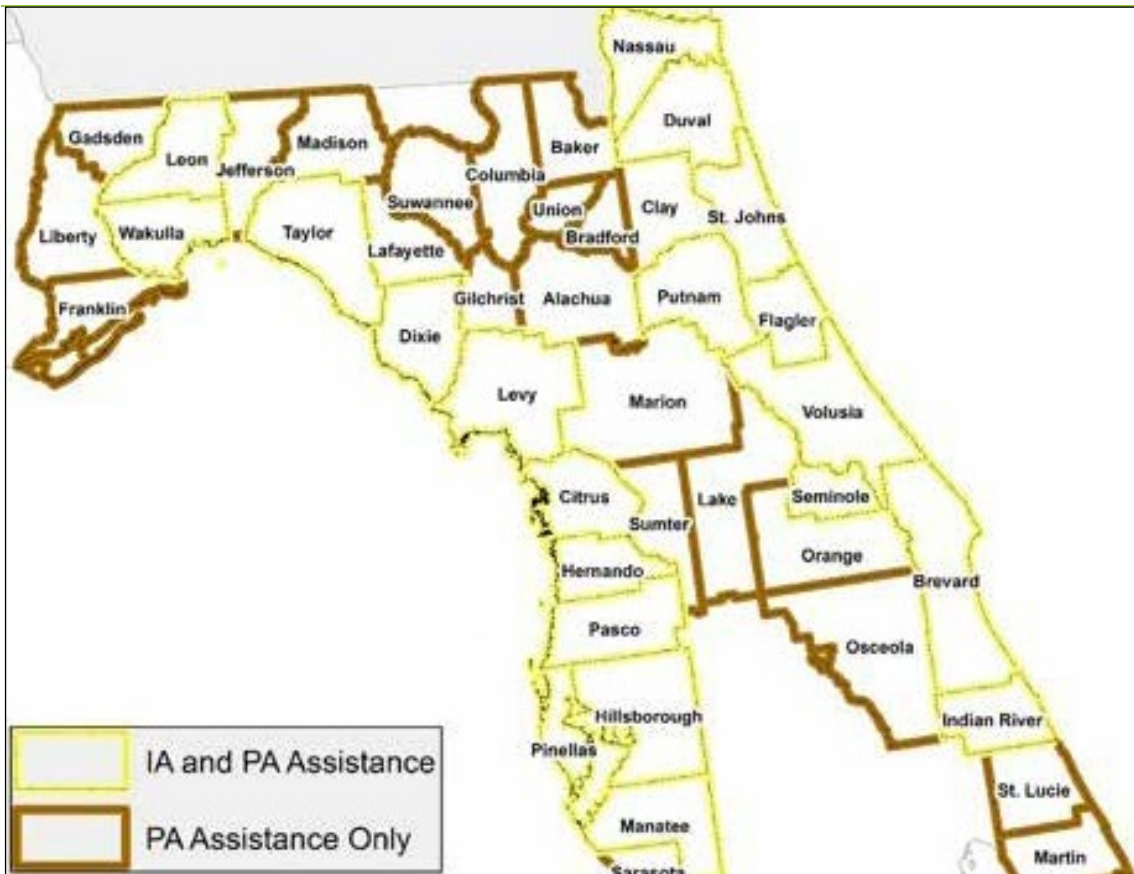 Nassau
Duval
Gadsden
Leon
Jefferson
Madison
Baker
Columbia
Suwannee
Union
Bradford
Clay
St. Johns
Liberty
Wakulla
Taylor
Lafayette
Franklin
Gilchrist
Alachua
Putnam
Flagler
Dixie
Levy
Marion
Volusia
Citrus
Sumter
Lake
Seminole
Orange
Hernando
Brevard
Pasco
Osceola
Hillsborough
Pinellas
Indian River
St. Lucie
Manatee
Martin
Sarasota
IA and PA Assistance
PA Assistance Only